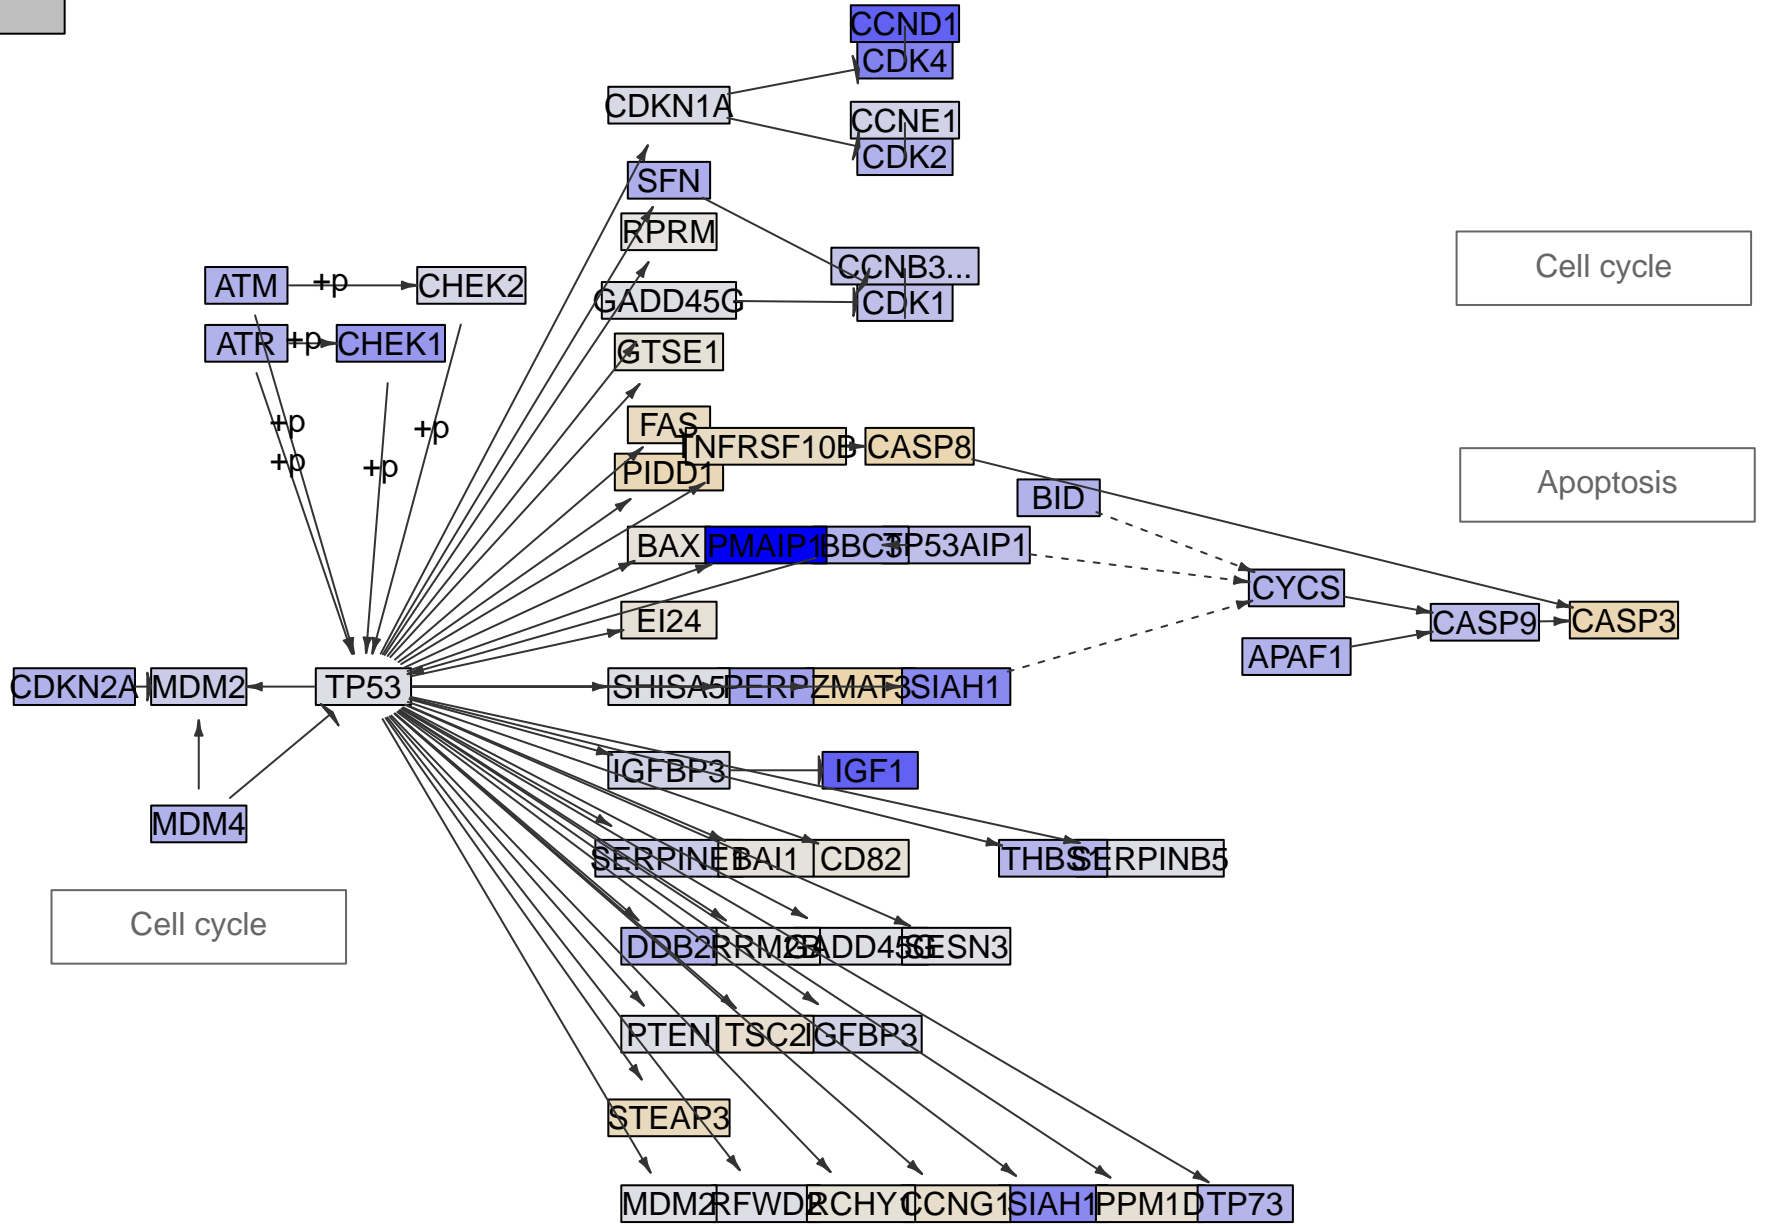 CCND1
CDK4
CDKN1A
CCNE1
CDK2
SFN
RPRM
CCNB3...
Cell cycle
ATM
+p
CHEK2
GADD45G
CDK1
ATR
+p
CHEK1
GTSE1
+p
+p
FAS
TNFRSF10B
CASP8
+p
+p
PIDD1
Apoptosis
BID
BAX
PMAIP1
BBC3
TP53AIP1
CYCS
EI24
CASP9
CASP3
APAF1
CDKN2A
MDM2
TP53
SHISA5
PERP
ZMAT3
SIAH1
IGFBP3
IGF1
MDM4
SERPINE1
BAI1
CD82
THBS1
SERPINB5
Cell cycle
DDB2
RRM2B
GADD45G
SESN3
PTEN
TSC2
IGFBP3
STEAP3
MDM2
RFWD2
RCHY1
CCNG1
SIAH1
PPM1D
TP73